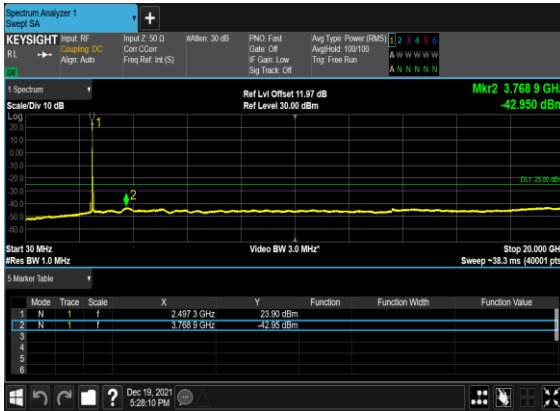 Spectrum Analyzer 1
Swept SA
+
KEYSIGHT Input: RF Input Z: 50 Ω #Atten: 30 dB PNO: Fast Avg Type: Power (RMS) 1 2 3 4 5 6
RL Coupling: DC Corr CCorr Gate: Off Avg|Hold: 100/100 A W W W W W
Align: Auto Freq Ref: Int (S) IF Gain: Low Trig: Free Run
Sig Track: Off A N N N N N
1 Spectrum Ref Lvl Offset 11.97 dB Mkr2 3.768 9 GHz
Scale/Div 10 dB Ref Level 30.00 dBm -42.950 dBm
Log
20.0
10.0
0.00
-10.0
-20.0
-30.0
-40.0
-50.0
-60.0
1
2
DL1 -25.00 dBm
Start 30 MHz Video BW 3.0 MHz* Stop 20.000 GHz
#Res BW 1.0 MHz Sweep ~38.3 ms (40001 pts)
5 Marker Table
Mode Trace Scale X Y Function Function Width Function Value
1 N 1 f 2.497 3 GHz 23.90 dBm
2 N 1 f 3.768 9 GHz -42.95 dBm
3
4
5
6
? Dec 19, 2021
5:28:10 PM